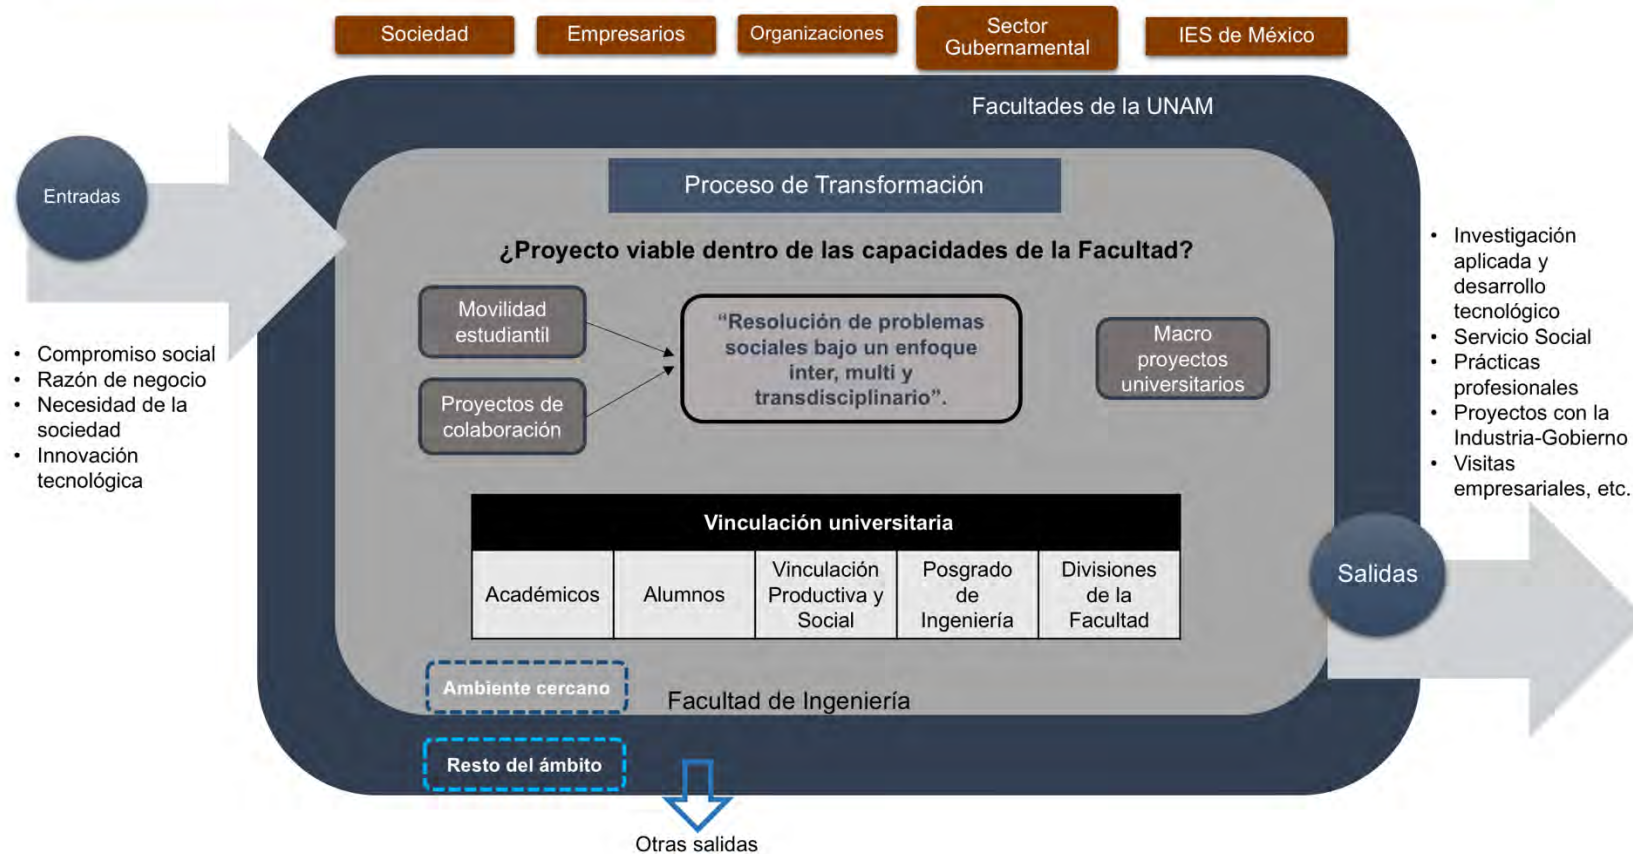 Sociedad
Empresarios
Organizaciones
Sector
Gubernamental
IES de México
Facultades de la UNAM
Entradas
Proceso de Transformación
¿Proyecto viable dentro de las capacidades de la Facultad?
Movilidad
estudiantil
Proyectos de
colaboración
“Resolución de problemas
sociales bajo un enfoque
inter, multi y
transdisciplinario”.
Macro
proyectos
universitarios
• Compromiso social
• Razón de negocio
• Necesidad de la
sociedad
• Innovación
tecnológica
• Investigación
aplicada y
desarrollo
tecnológico
• Servicio Social
• Prácticas
profesionales
• Proyectos con la
Industria-Gobierno
• Visitas
empresariales, etc.
Vinculación universitaria
Académicos
Alumnos
Vinculación
Productiva y
Social
Posgrado
de
Ingeniería
Divisiones
de la
Facultad
Salidas
Ambiente cercano
Facultad de Ingeniería
Resto del ámbito
Otras salidas